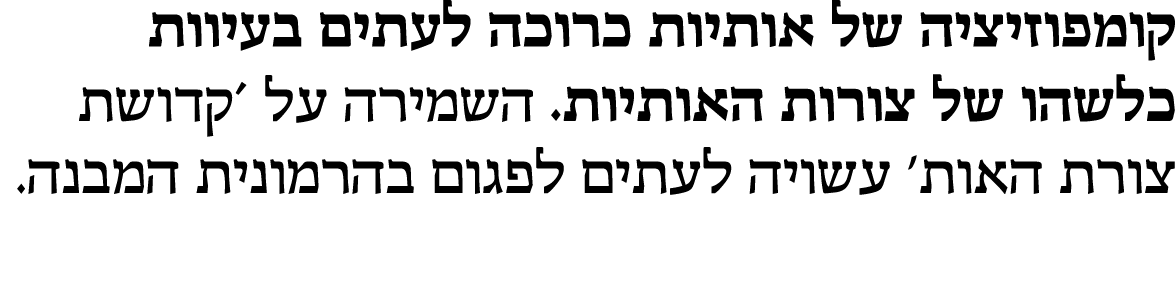 קומפוזיציה של אותיות כרוכה לעתים בעיוות
כלשהו של צורות האותיות. השמירה על ׳קדושת
צורת האות׳ עשויה לעתים לפגום בהרמונית המבנה.